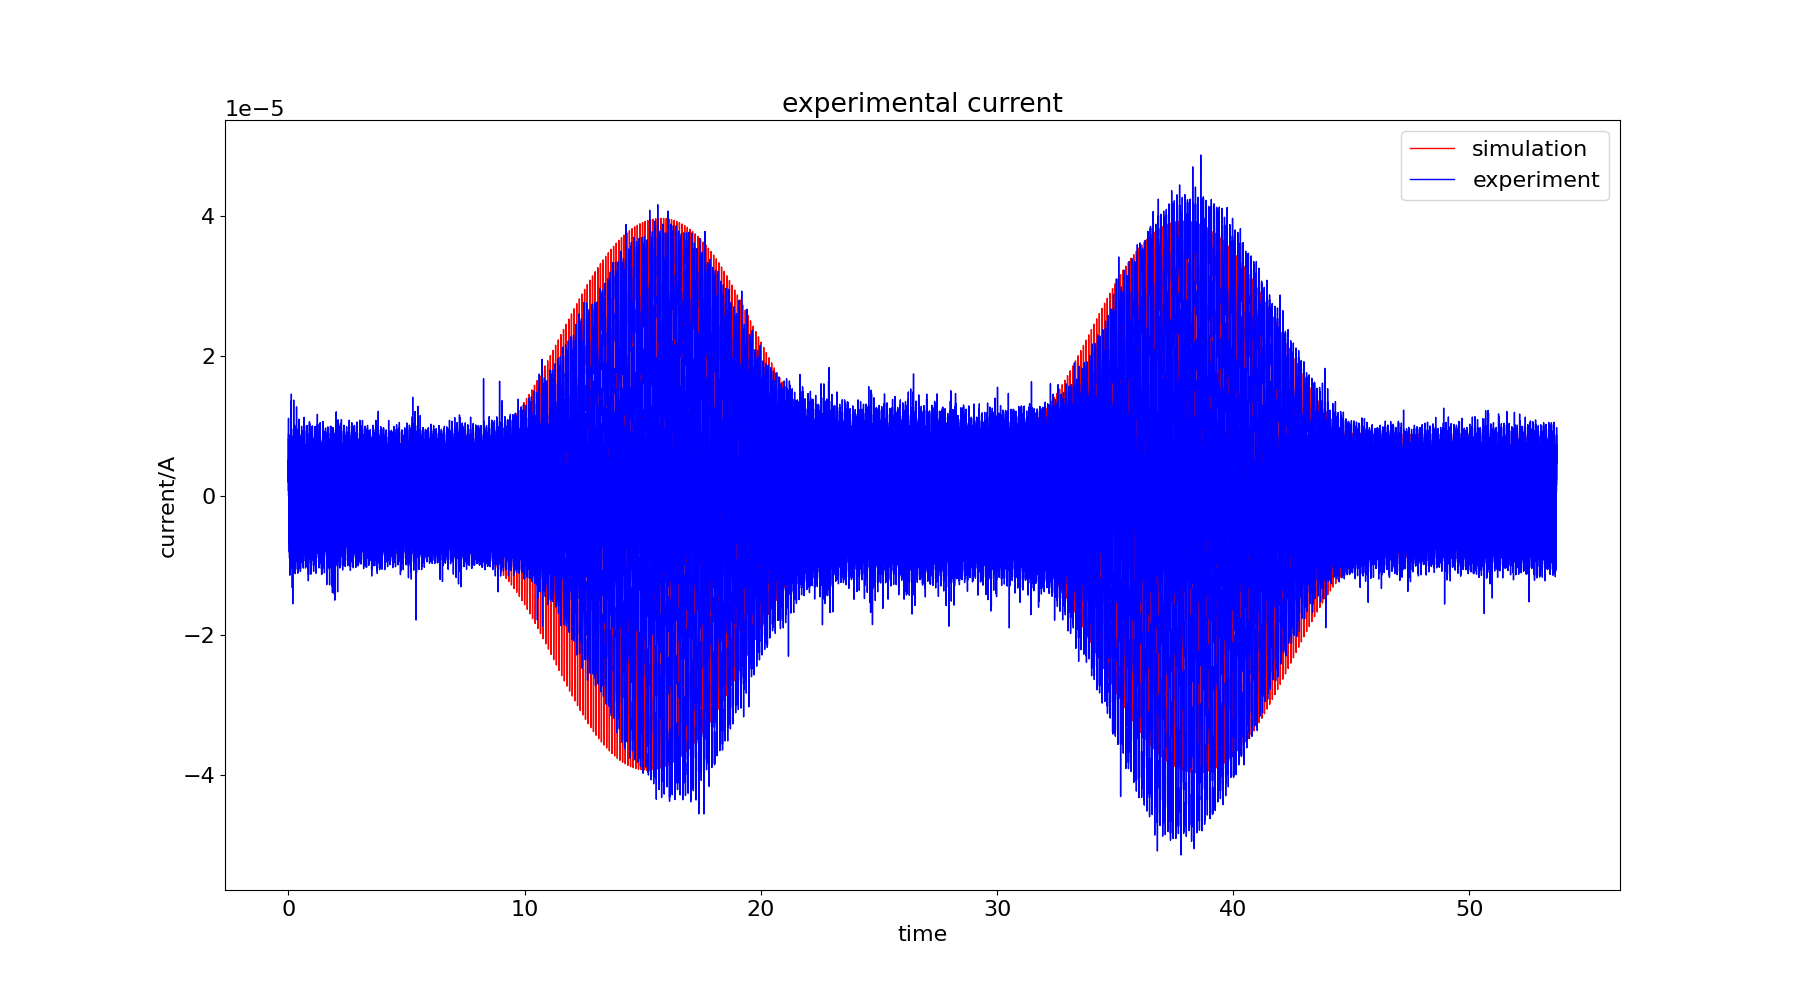 experimental current
1e−5
simulation
experiment
4
2
0
−2
−4
current/A
0 10 20 30 40 50
time